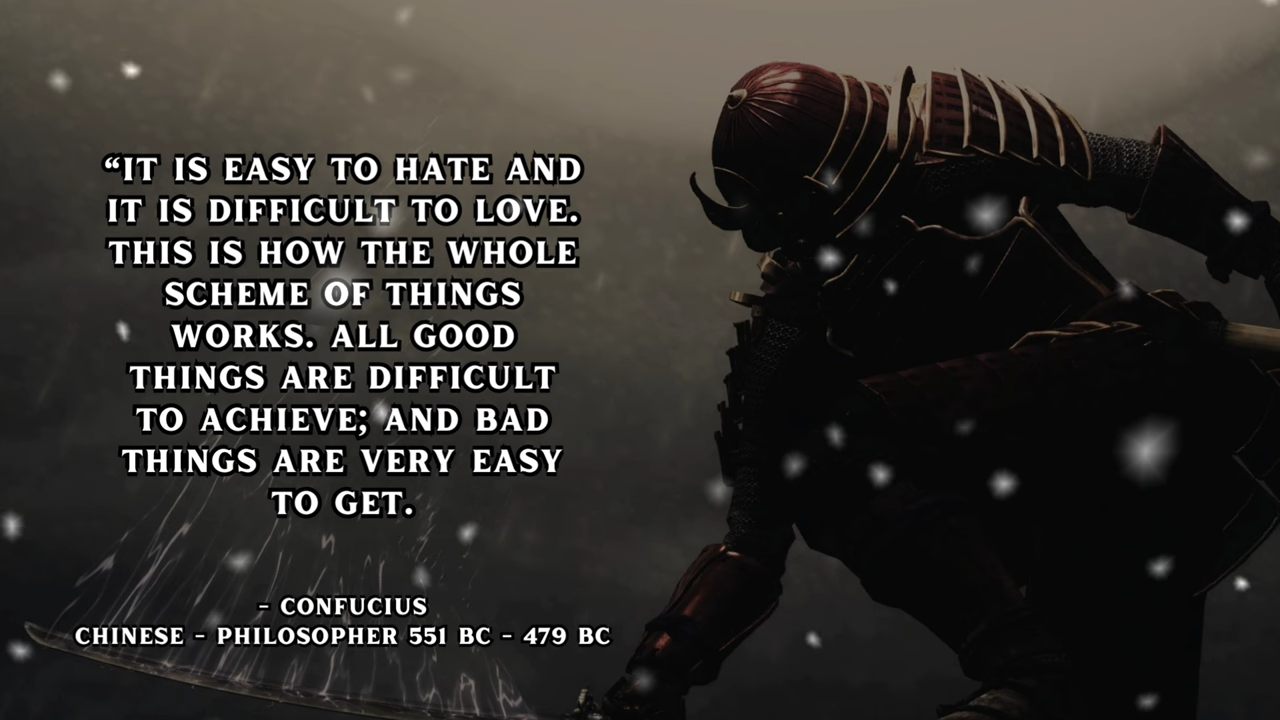 “IT IS EASY TO HATE AND
IT IS DIFFICULT TO LOVE.
THIS IS HOW THE WHOLE
SCHEME OF THINGS
WORKS. ALL GOOD
THINGS ARE DIFFICULT
TO ACHIEVE; AND BAD
THINGS ARE VERY EASY
TO GET.
- CONFUCIUS
CHINESE - PHILOSOPHER 551 BC - 479 BC